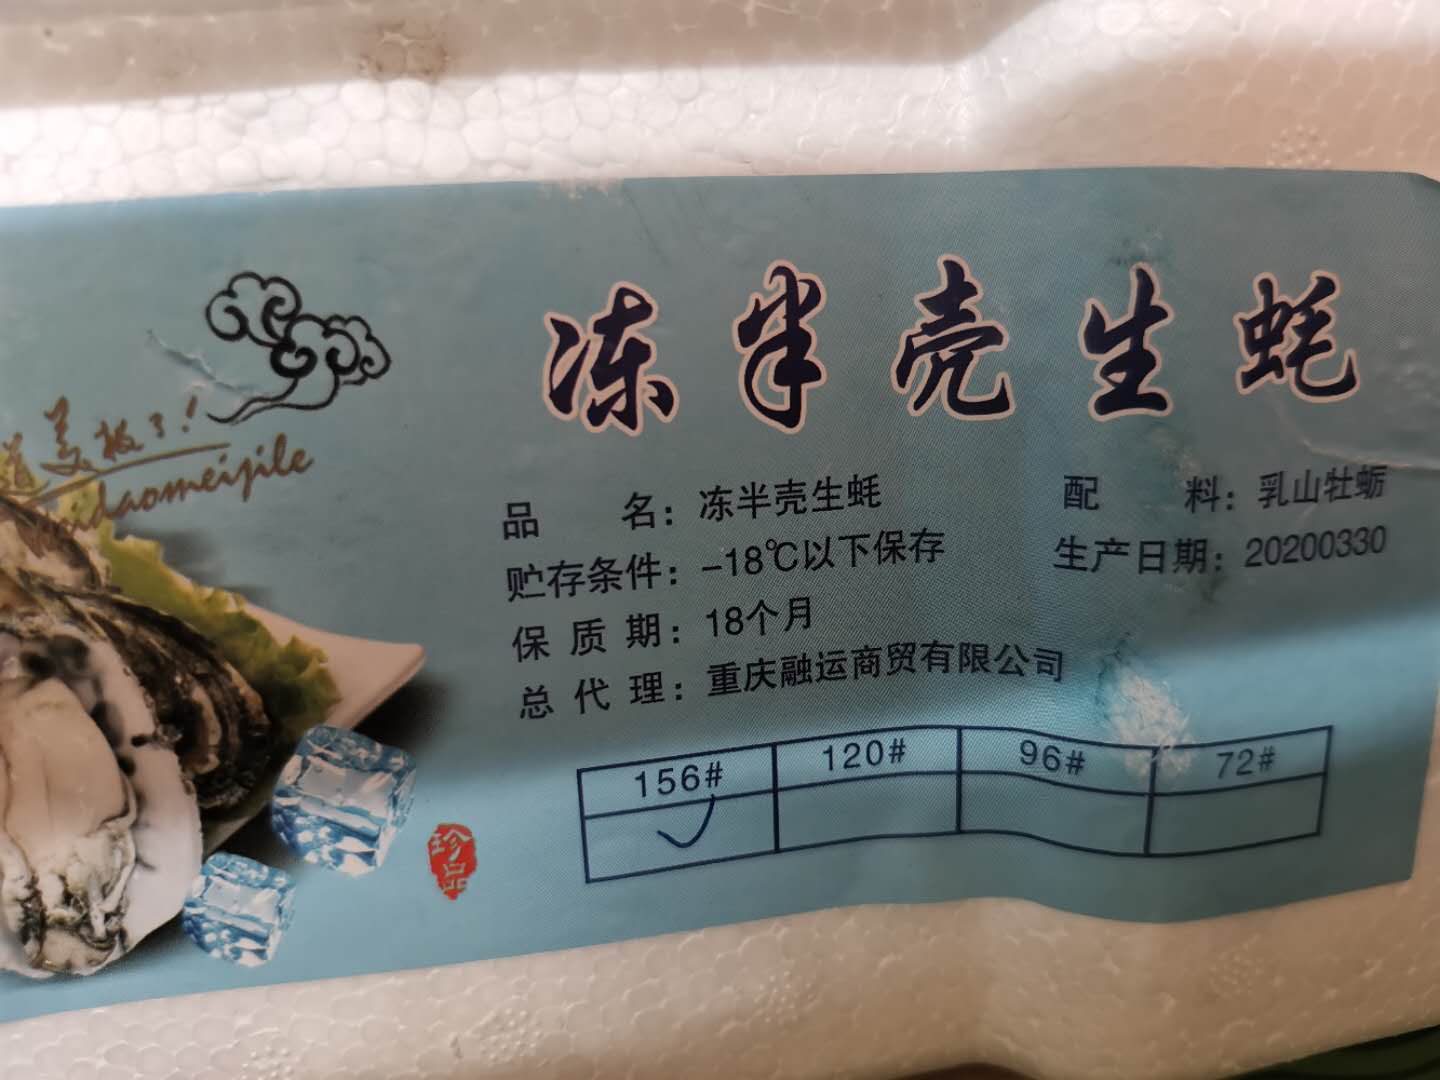 冻半壳生蚝
道美极了!
daomeijile
品 名：冻半壳生蚝 配 料：乳山牡蛎
贮存条件：-18℃以下保存 生产日期：20200330
保 质 期：18个月
总 代 理：重庆融运商贸有限公司
156# 120# 96# 72#
珍品